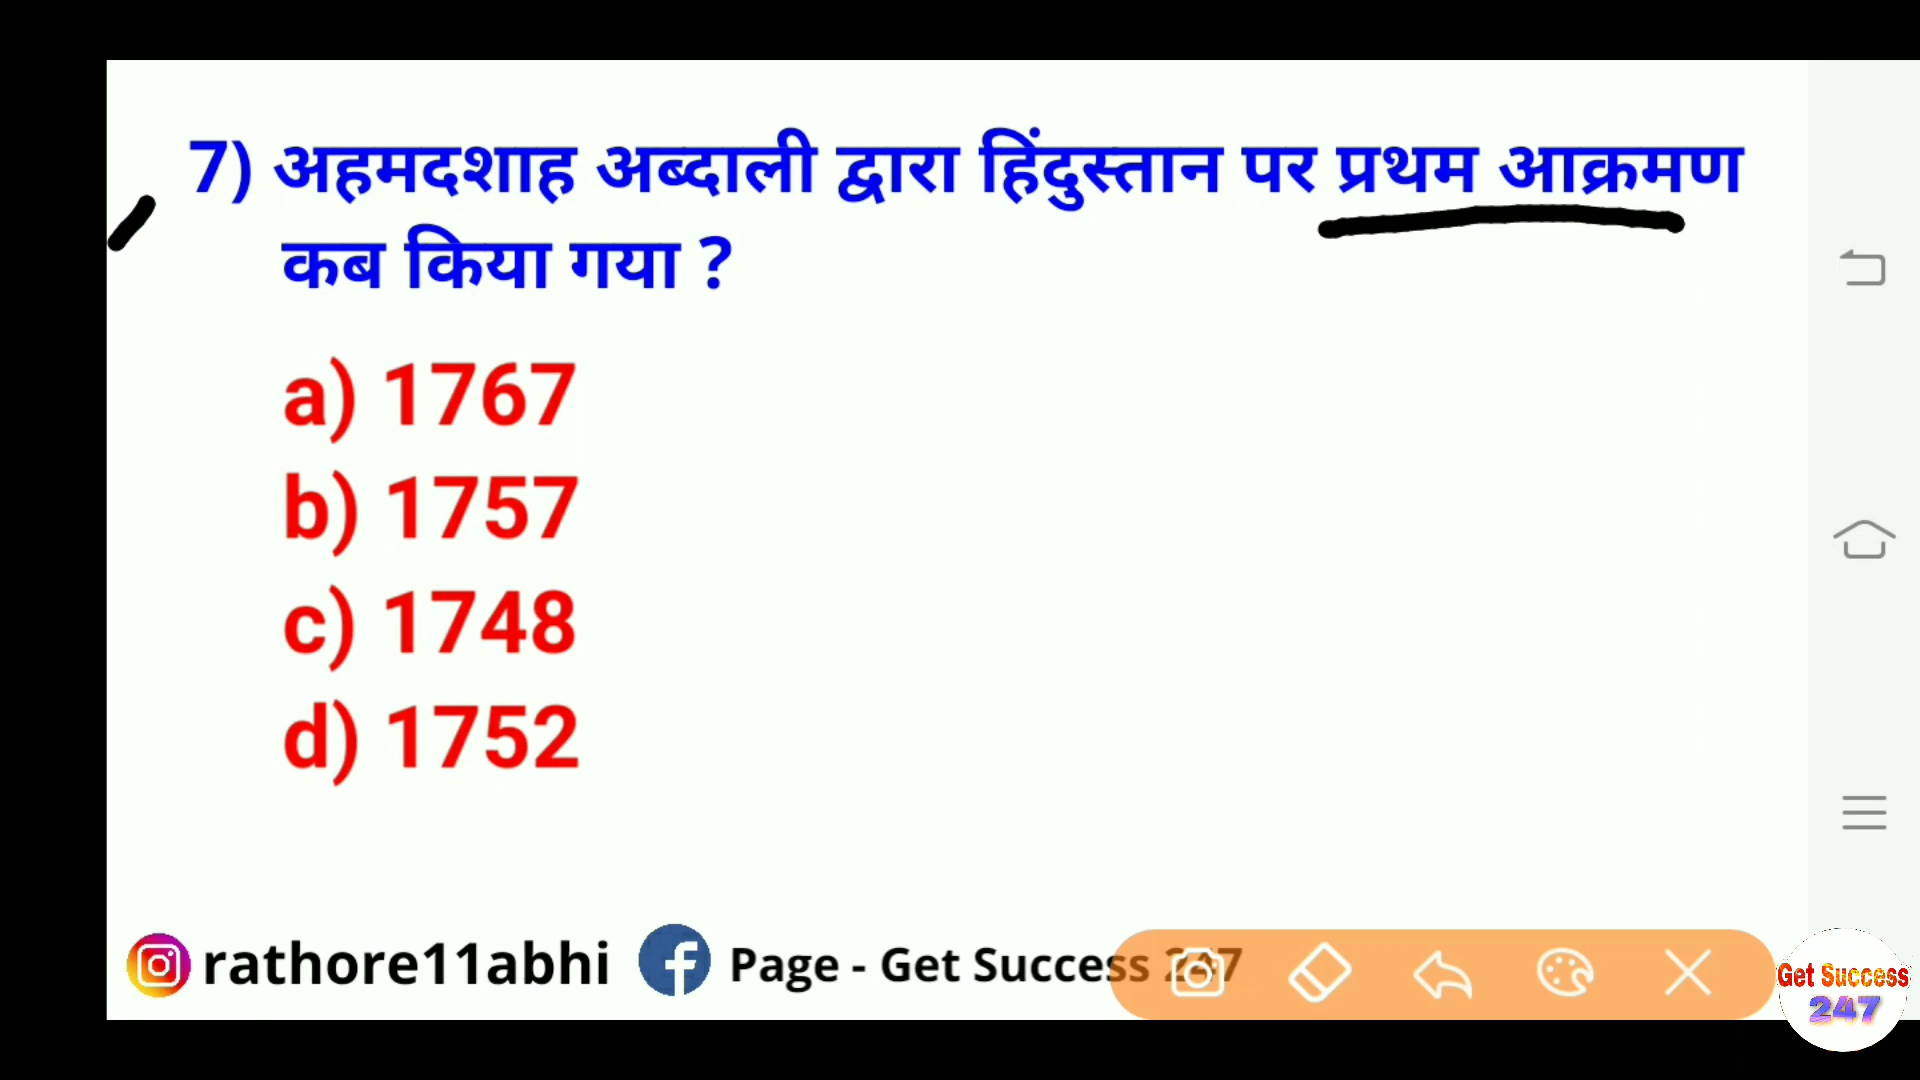 7) अहमदशाह अब्दाली द्वारा हिंदुस्तान पर प्रथम आक्रमण
कब किया गया ?
a) 1767
b) 1757
c) 1748
d) 1752
rathore11abhi Page - Get Success 247
Get Success
247